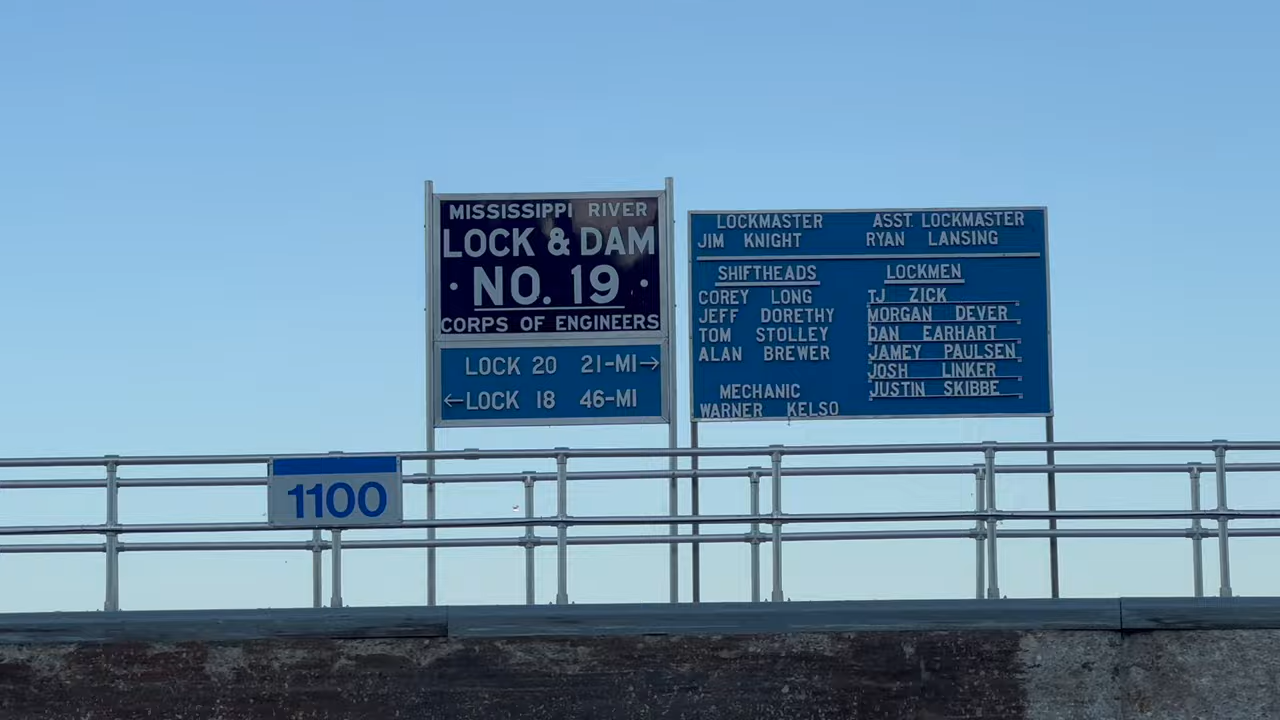 MISSISSIPPI RIVER
LOCK & DAM
· NO. 19 ·
CORPS OF ENGINEERS
LOCK 20 21-MI→
←LOCK 18 46-MI
LOCKMASTER ASST. LOCKMASTER
JIM KNIGHT RYAN LANSING
SHIFTHEADS LOCKMEN
COREY LONG TJ ZICK
JEFF DORETHY MORGAN DEVER
TOM STOLLEY DAN EARHART
ALAN BREWER JAMEY PAULSEN
JOSH LINKER
MECHANIC JUSTIN SKIBBE
WARNER KELSO
1100